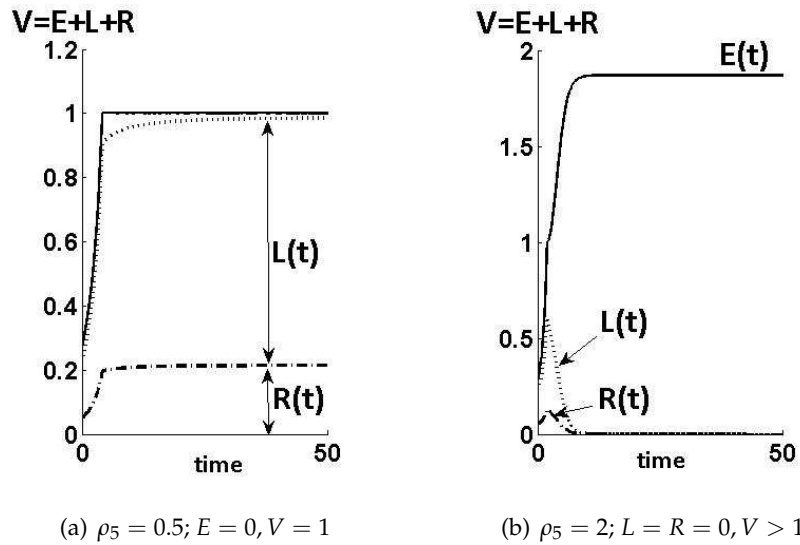 V=E+L+R
1.2
1
0.8
0.6
0.4
0.2
0
0
50
time
L(t)
R(t)
(a) ρ₅ = 0.5; E = 0, V = 1
V=E+L+R
2
1.5
1
0.5
0
0
50
time
E(t)
L(t)
R(t)
(b) ρ₅ = 2; L = R = 0, V > 1